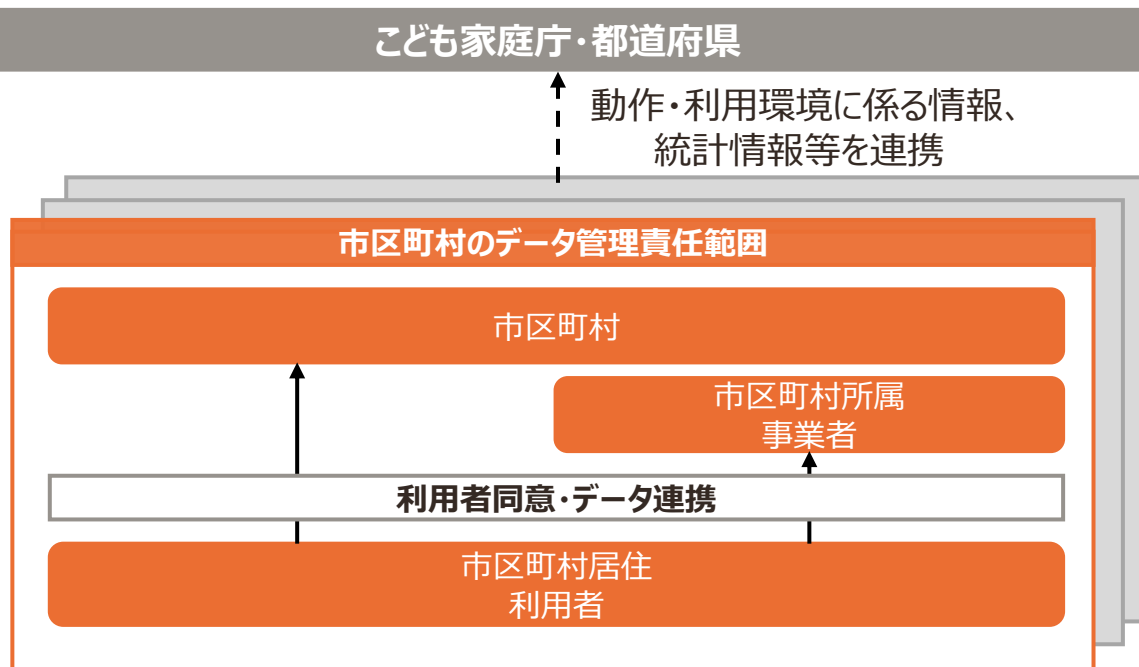 こども家庭庁・都道府県
動作・利用環境に係る情報、
統計情報等を連携
市区町村のデータ管理責任範囲
市区町村
市区町村所属
事業者
利用者同意・データ連携
市区町村居住
利用者